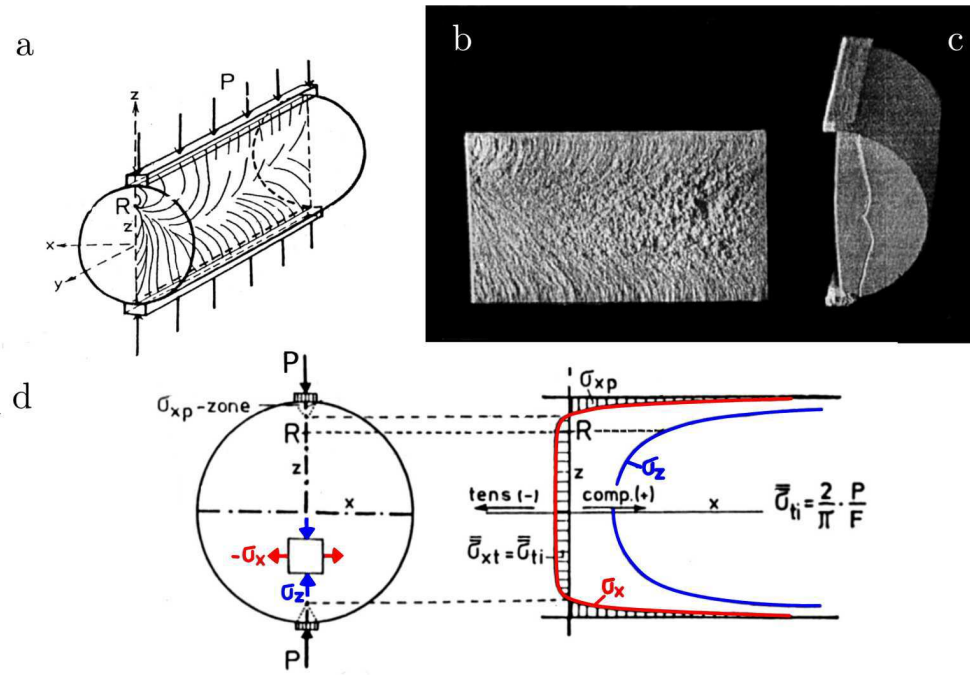 a
P
z
R
z
x
y
b
c
d
P
σxp-zone
R
z
x
-σx
σz
P
σxp
R
z
σz
tens (-)
comp.(+)
x
σ̿ti = 2/π · P/F
σ̿xt = σ̿ti
σx